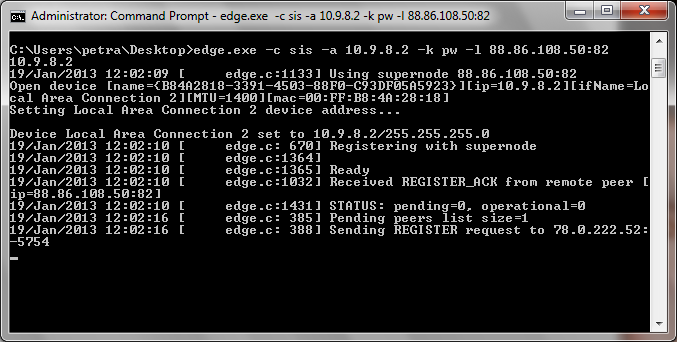 Administrator: Command Prompt - edge.exe -c sis -a 10.9.8.2 -k pw -l 88.86.108.50:82
C:\Users\petra\Desktop>edge.exe -c sis -a 10.9.8.2 -k pw -l 88.86.108.50:82
10.9.8.2
19/Jan/2013 12:02:09 [     edge.c:1133] Using supernode 88.86.108.50:82
Open device [name={B84A2818-3391-4503-88F0-C93DF05A5923}][ip=10.9.8.2][ifName=Lo
cal Area Connection 2][MTU=1400][mac=00:FF:B8:4A:28:18]
Setting Local Area Connection 2 device address...
Device Local Area Connection 2 set to 10.9.8.2/255.255.255.0
19/Jan/2013 12:02:10 [     edge.c: 670] Registering with supernode
19/Jan/2013 12:02:10 [     edge.c:1364]
19/Jan/2013 12:02:10 [     edge.c:1365] Ready
19/Jan/2013 12:02:10 [     edge.c:1032] Received REGISTER_ACK from remote peer [
ip=88.86.108.50:82]
19/Jan/2013 12:02:10 [     edge.c:1431] STATUS: pending=0, operational=0
19/Jan/2013 12:02:16 [     edge.c: 385] Pending peers list size=1
19/Jan/2013 12:02:16 [     edge.c: 388] Sending REGISTER request to 78.0.222.52:
-5754